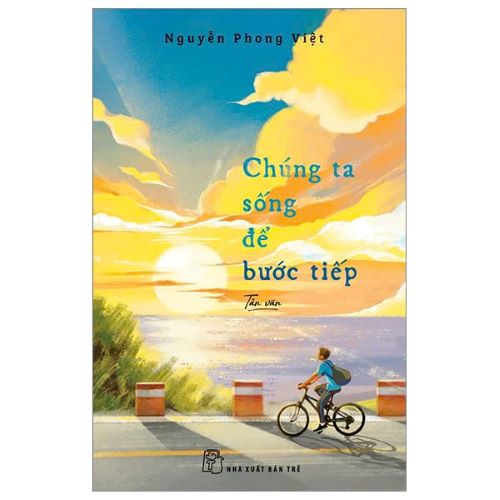 Nguyễn Phong Việt
Chúng ta
sống
để
bước tiếp
Tản văn
NHÀ XUẤT BẢN TRẺ